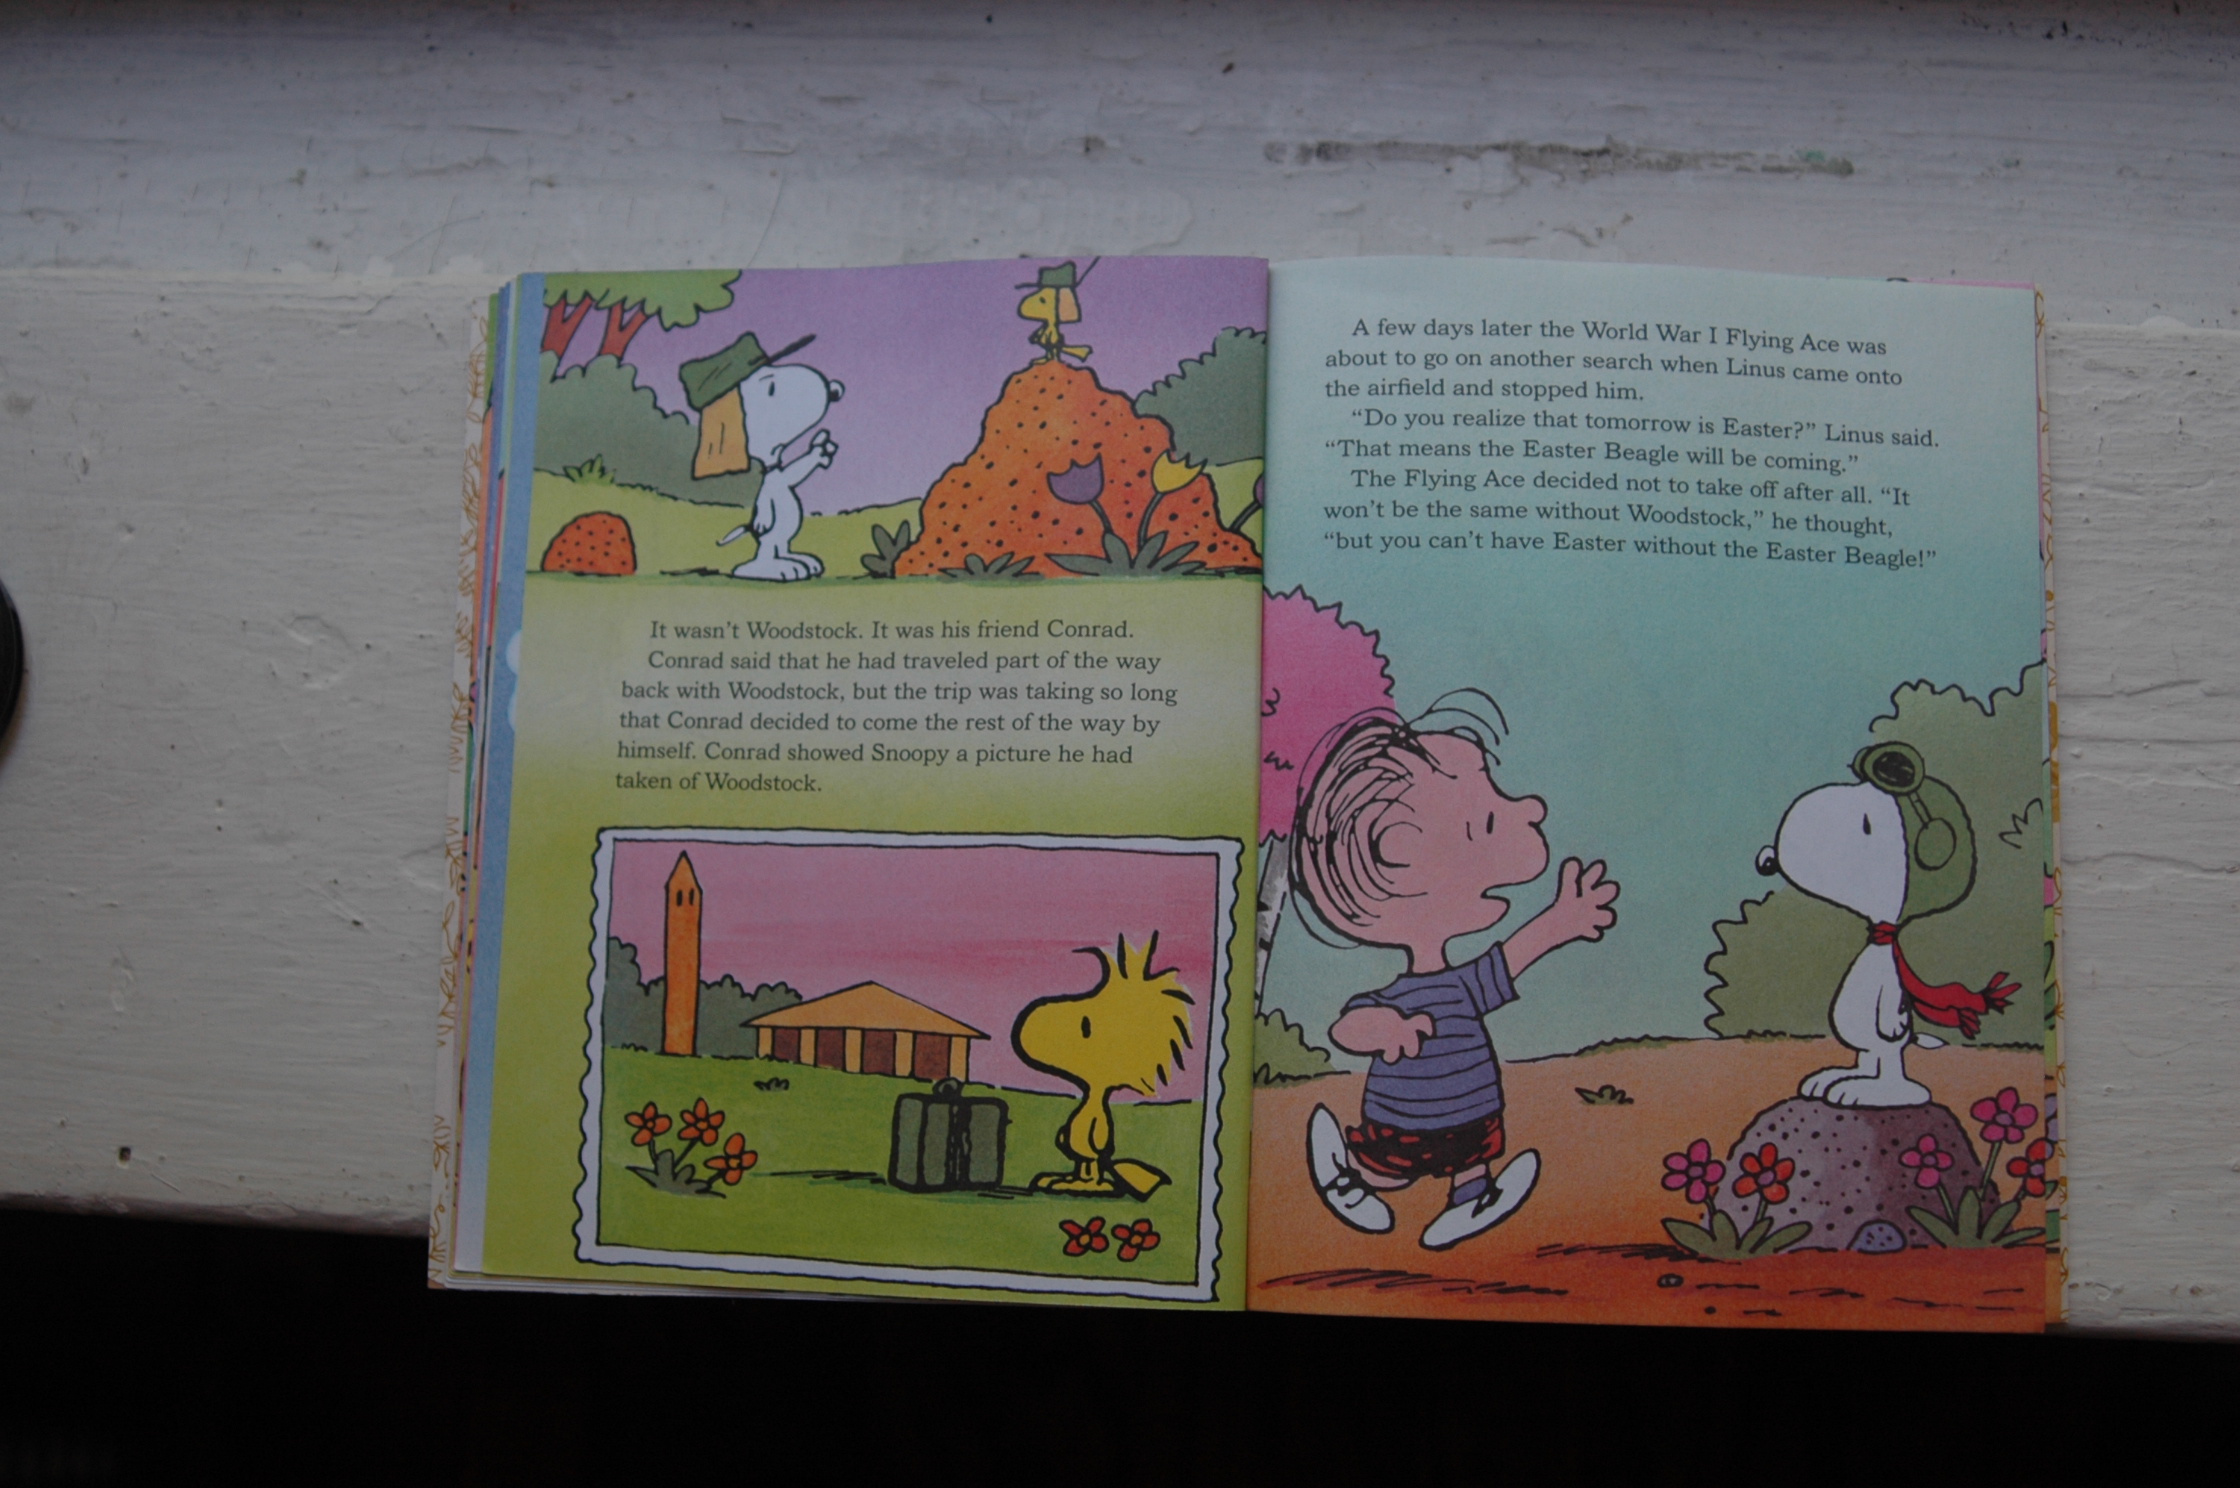 It wasn't Woodstock. It was his friend Conrad.
Conrad said that he had traveled part of the way
back with Woodstock, but the trip was taking so long
that Conrad decided to come the rest of the way by
himself. Conrad showed Snoopy a picture he had
taken of Woodstock.
A few days later the World War I Flying Ace was
about to go on another search when Linus came onto
the airfield and stopped him.
“Do you realize that tomorrow is Easter?” Linus said.
“That means the Easter Beagle will be coming.”
The Flying Ace decided not to take off after all. “It
won't be the same without Woodstock,” he thought,
“but you can't have Easter without the Easter Beagle!”